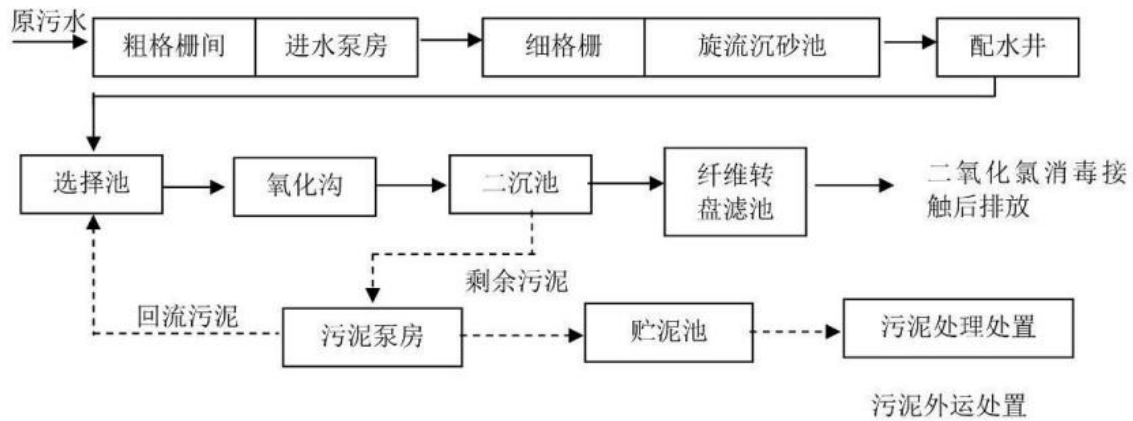 原污水
粗格栅间
进水泵房
细格栅
旋流沉砂池
配水井
选择池
氧化沟
二沉池
纤维转
盘滤池
二氧化氯消毒接
触后排放
剩余污泥
回流污泥
污泥泵房
贮泥池
污泥处理处置
污泥外运处置